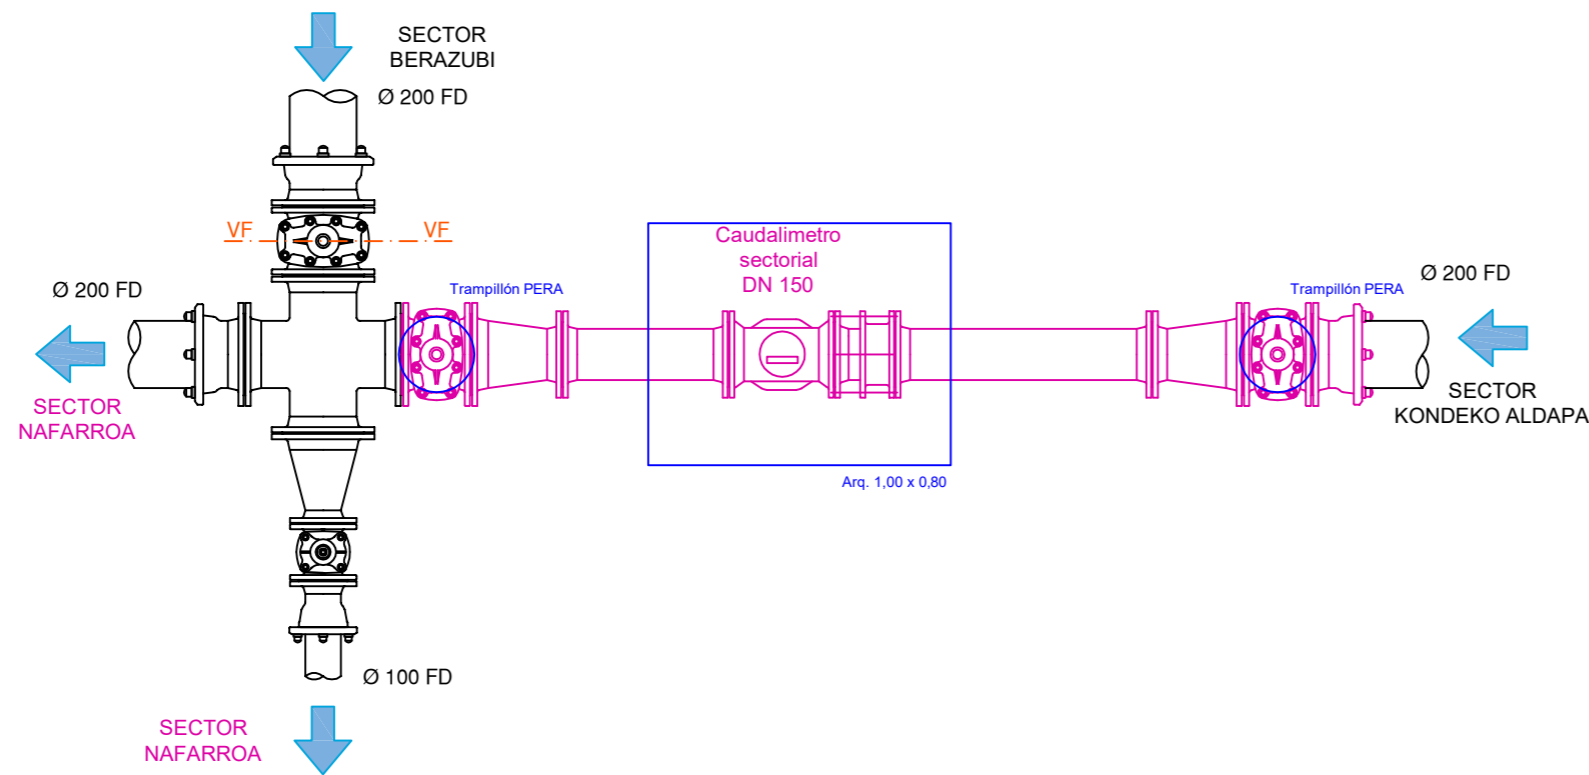 SECTOR
BERAZUBI
Ø 200 FD
VF
VF
Caudalimetro
sectorial
DN 150
Ø 200 FD
Trampillón PERA
Trampillón PERA
Ø 200 FD
SECTOR
NAFARROA
SECTOR
KONDEKO ALDAPA
Arq. 1,00 x 0,80
Ø 100 FD
SECTOR
NAFARROA